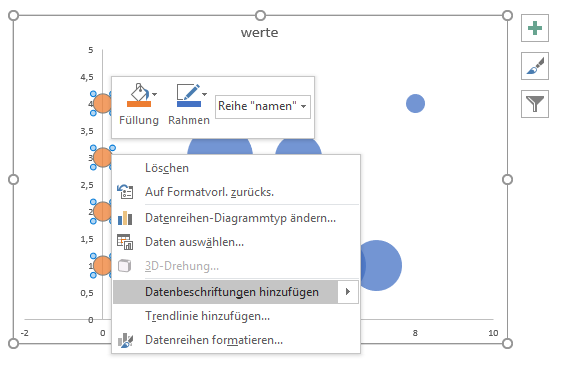 werte
5
4,5
4
3,5
3
2,5
2
1,5
1
0,5
0
-2
0
8
10
Füllung
Rahmen
Reihe "namen"
Löschen
Auf Formatvorl. zurücks.
Datenreihen-Diagrammtyp ändern...
Daten auswählen...
3D-Drehung...
Datenbeschriftungen hinzufügen
Trendlinie hinzufügen...
Datenreihen formatieren...